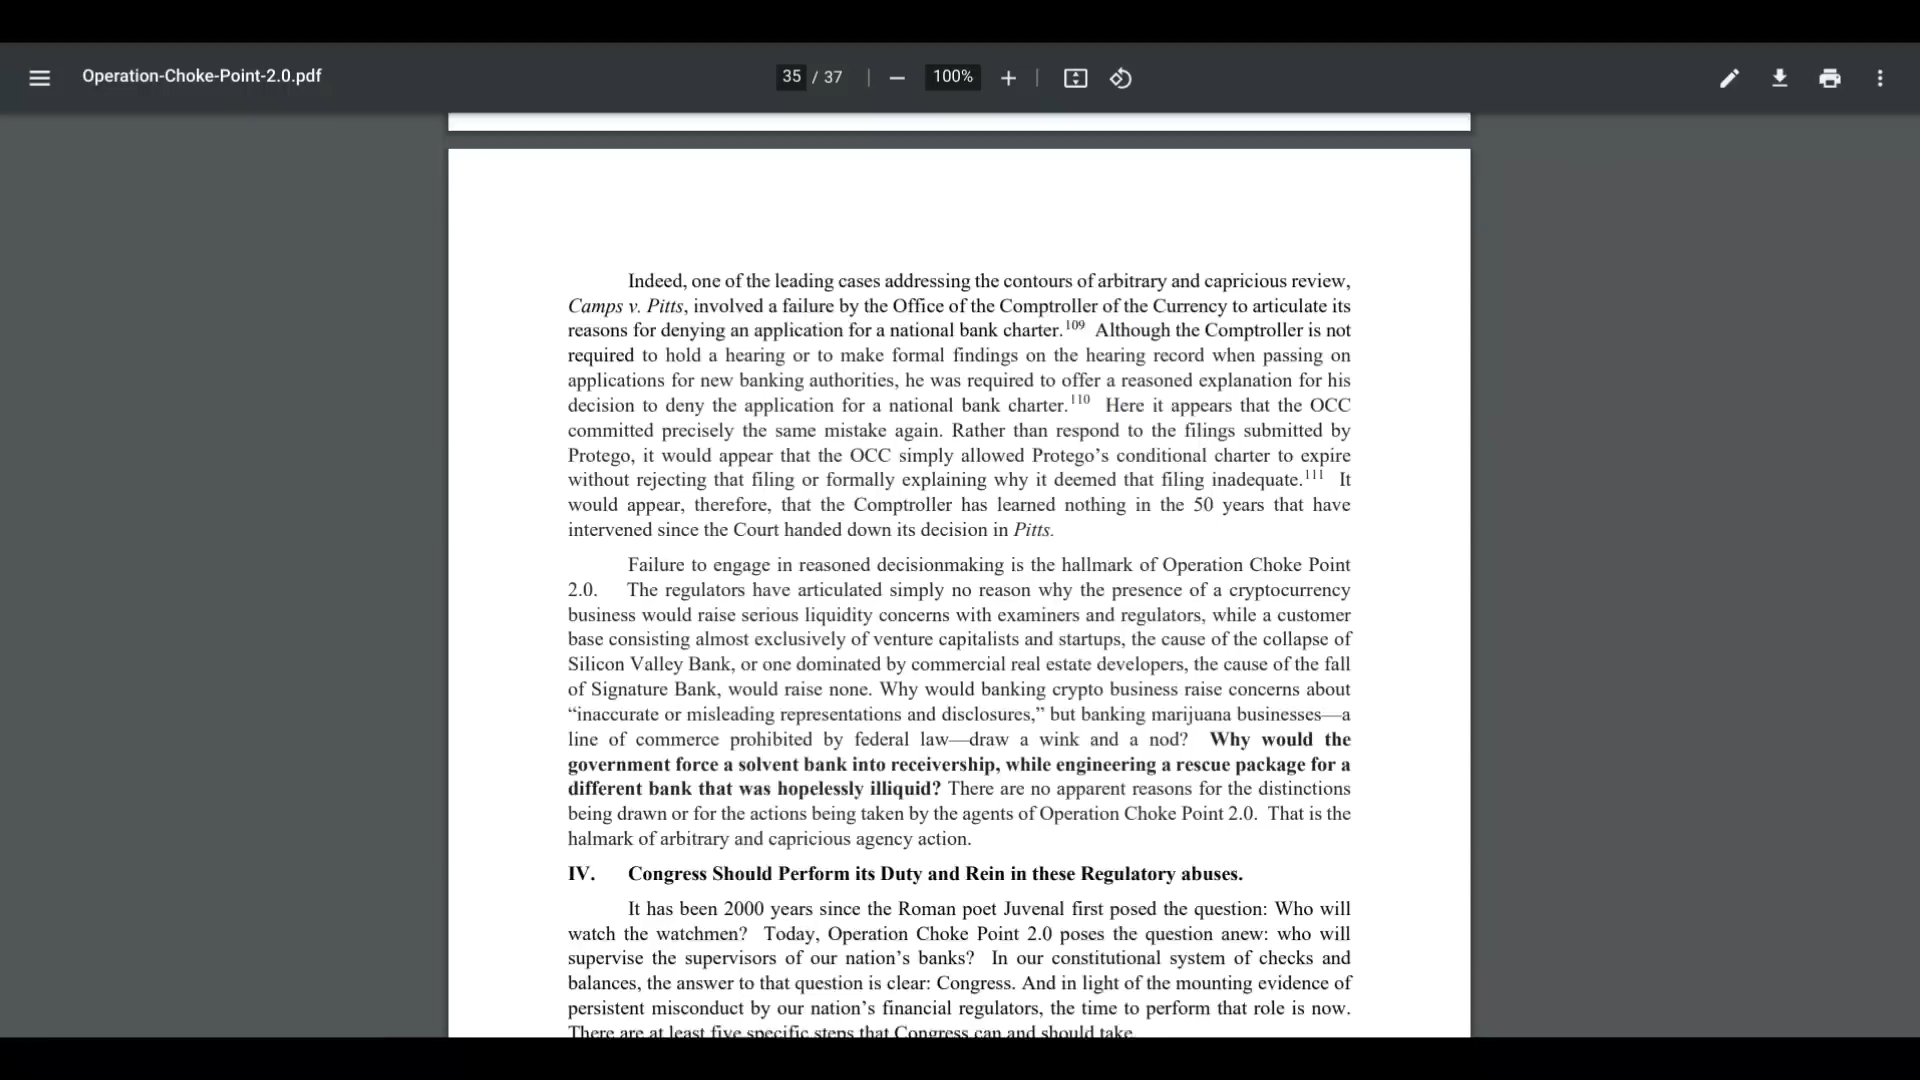 Operation-Choke-Point-2.0.pdf
35 / 37
100%
Indeed, one of the leading cases addressing the contours of arbitrary and capricious review,
Camps v. Pitts, involved a failure by the Office of the Comptroller of the Currency to articulate its
reasons for denying an application for a national bank charter.109 Although the Comptroller is not
required to hold a hearing or to make formal findings on the hearing record when passing on
applications for new banking authorities, he was required to offer a reasoned explanation for his
decision to deny the application for a national bank charter.110 Here it appears that the OCC
committed precisely the same mistake again. Rather than respond to the filings submitted by
Protego, it would appear that the OCC simply allowed Protego’s conditional charter to expire
without rejecting that filing or formally explaining why it deemed that filing inadequate.111 It
would appear, therefore, that the Comptroller has learned nothing in the 50 years that have
intervened since the Court handed down its decision in Pitts.
Failure to engage in reasoned decisionmaking is the hallmark of Operation Choke Point
2.0. The regulators have articulated simply no reason why the presence of a cryptocurrency
business would raise serious liquidity concerns with examiners and regulators, while a customer
base consisting almost exclusively of venture capitalists and startups, the cause of the collapse of
Silicon Valley Bank, or one dominated by commercial real estate developers, the cause of the fall
of Signature Bank, would raise none. Why would banking crypto business raise concerns about
“inaccurate or misleading representations and disclosures,” but banking marijuana businesses—a
line of commerce prohibited by federal law—draw a wink and a nod? Why would the
government force a solvent bank into receivership, while engineering a rescue package for a
different bank that was hopelessly illiquid? There are no apparent reasons for the distinctions
being drawn or for the actions being taken by the agents of Operation Choke Point 2.0. That is the
halmark of arbitrary and capricious agency action.
IV. Congress Should Perform its Duty and Rein in these Regulatory abuses.
It has been 2000 years since the Roman poet Juvenal first posed the question: Who will
watch the watchmen? Today, Operation Choke Point 2.0 poses the question anew: who will
supervise the supervisors of our nation’s banks? In our constitutional system of checks and
balances, the answer to that question is clear: Congress. And in light of the mounting evidence of
persistent misconduct by our nation’s financial regulators, the time to perform that role is now.
There are at least five specific steps that Congress can and should take